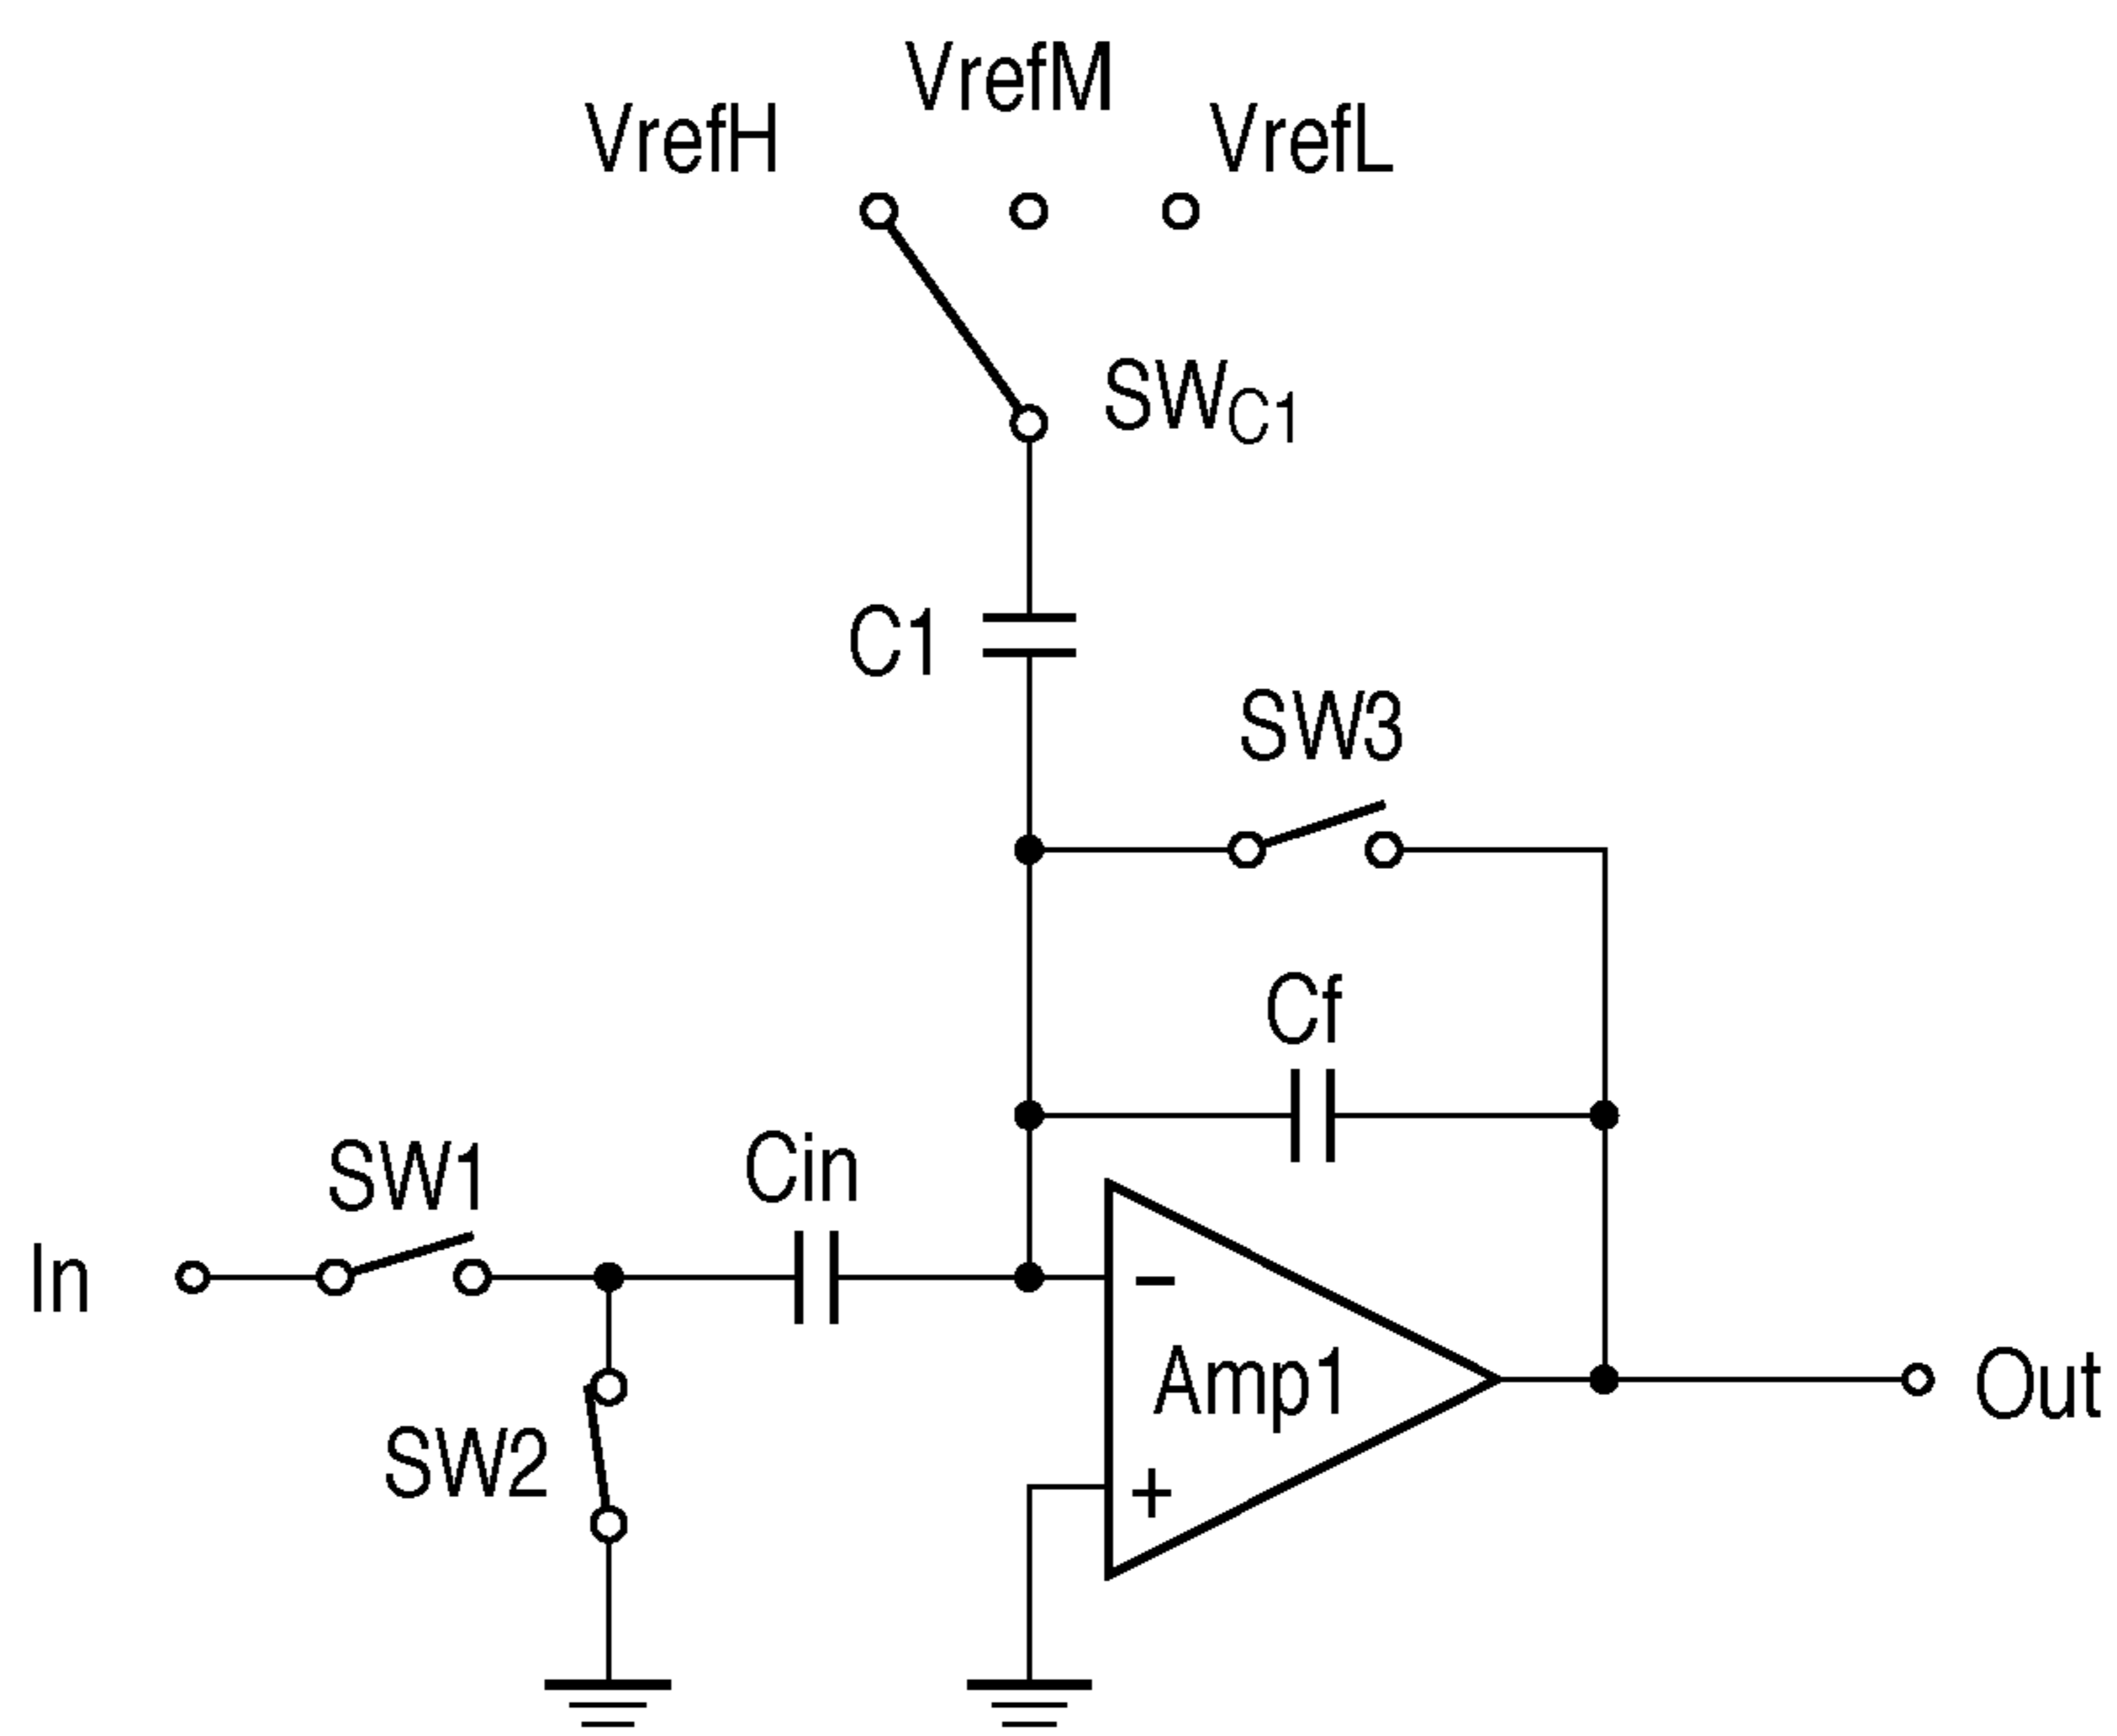 VrefM
VrefH
VrefL
SWC1
C1
SW3
Cf
Cin
SW1
In
−
Amp1
Out
SW2
+